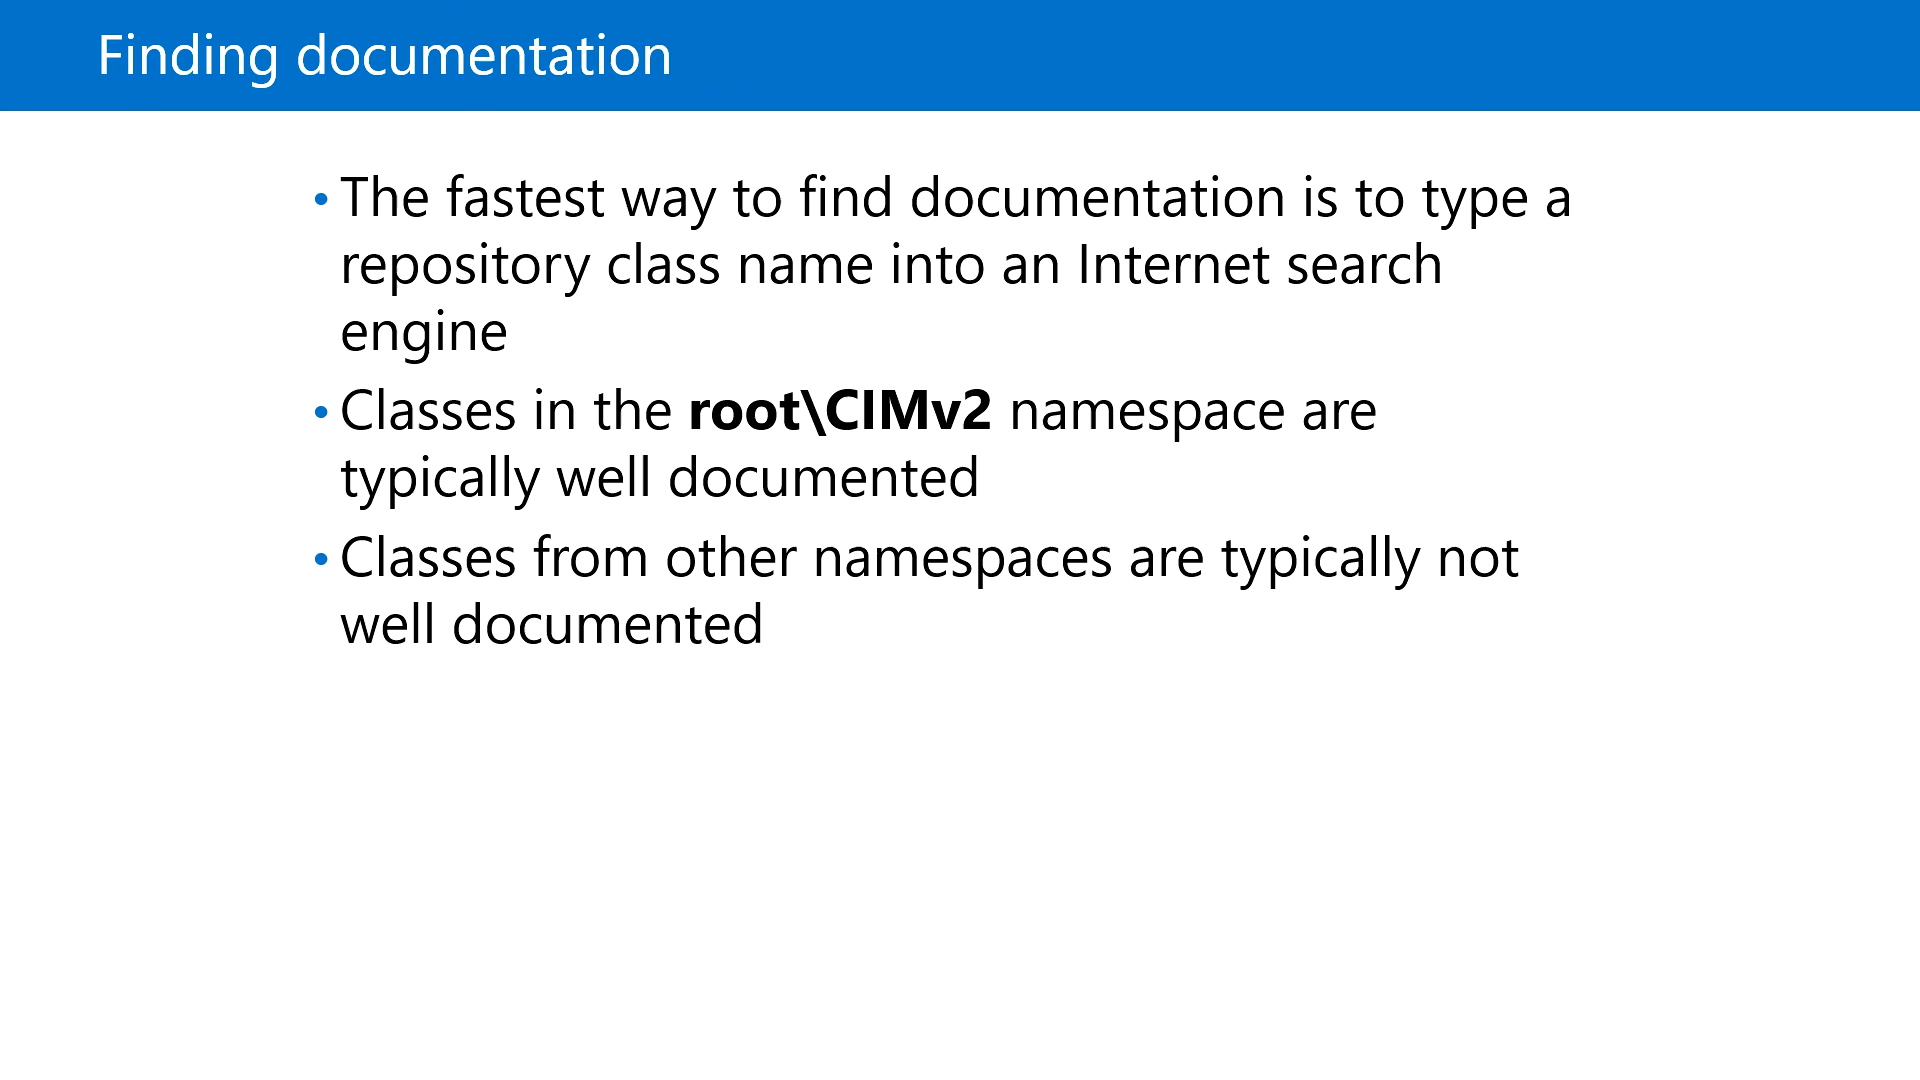 Finding documentation
• The fastest way to find documentation is to type a
repository class name into an Internet search
engine
• Classes in the root\CIMv2 namespace are
typically well documented
• Classes from other namespaces are typically not
well documented